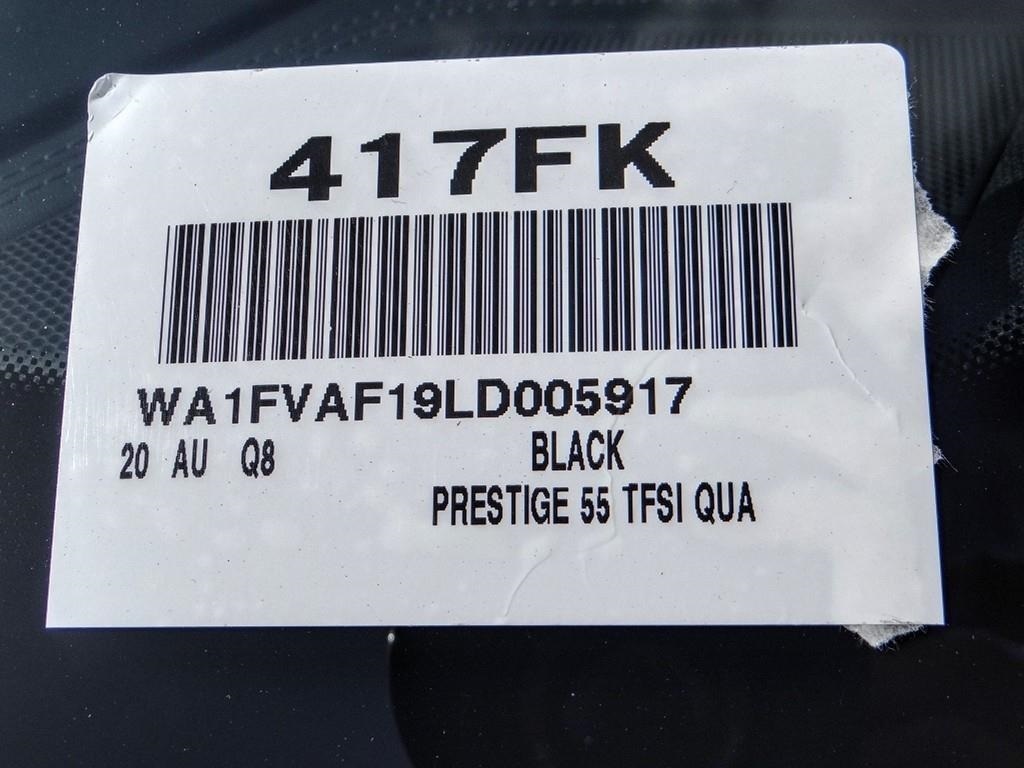 417FK
WA1FVAF19LD005917
20 AU Q8 BLACK
PRESTIGE 55 TFSI QUA